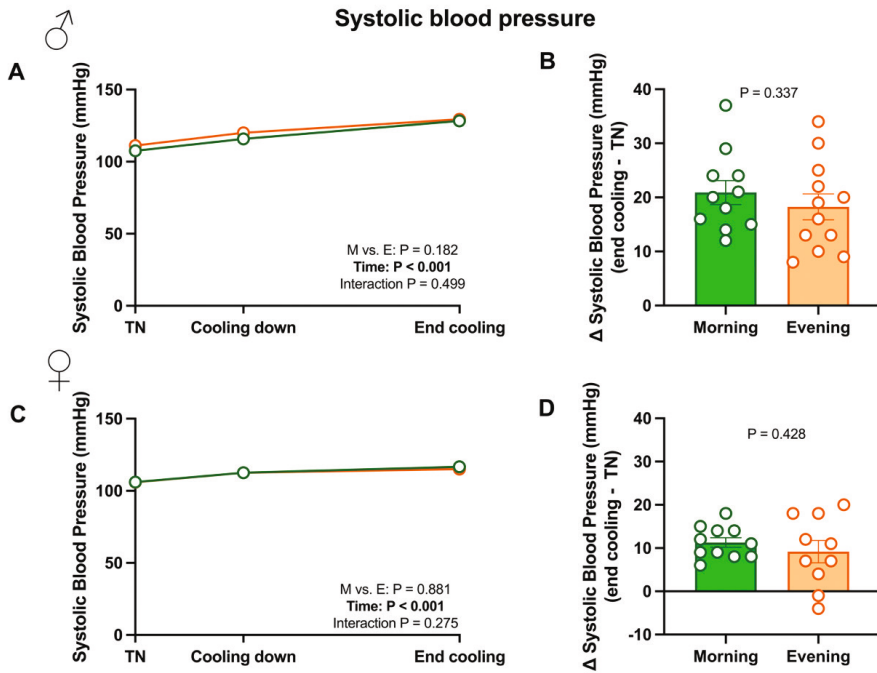 Systolic blood pressure
A
Systolic Blood Pressure (mmHg)
150
100
50
0
M vs. E: P = 0.182
Time: P < 0.001
Interaction P = 0.499
TN
Cooling down
End cooling
B
Δ Systolic Blood Pressure (mmHg)
(end cooling - TN)
40
30
20
10
0
P = 0.337
Morning
Evening
C
Systolic Blood Pressure (mmHg)
150
100
50
0
M vs. E: P = 0.881
Time: P < 0.001
Interaction P = 0.275
TN
Cooling down
End cooling
D
Δ Systolic Blood Pressure (mmHg)
(end cooling - TN)
40
30
20
10
0
-10
P = 0.428
Morning
Evening